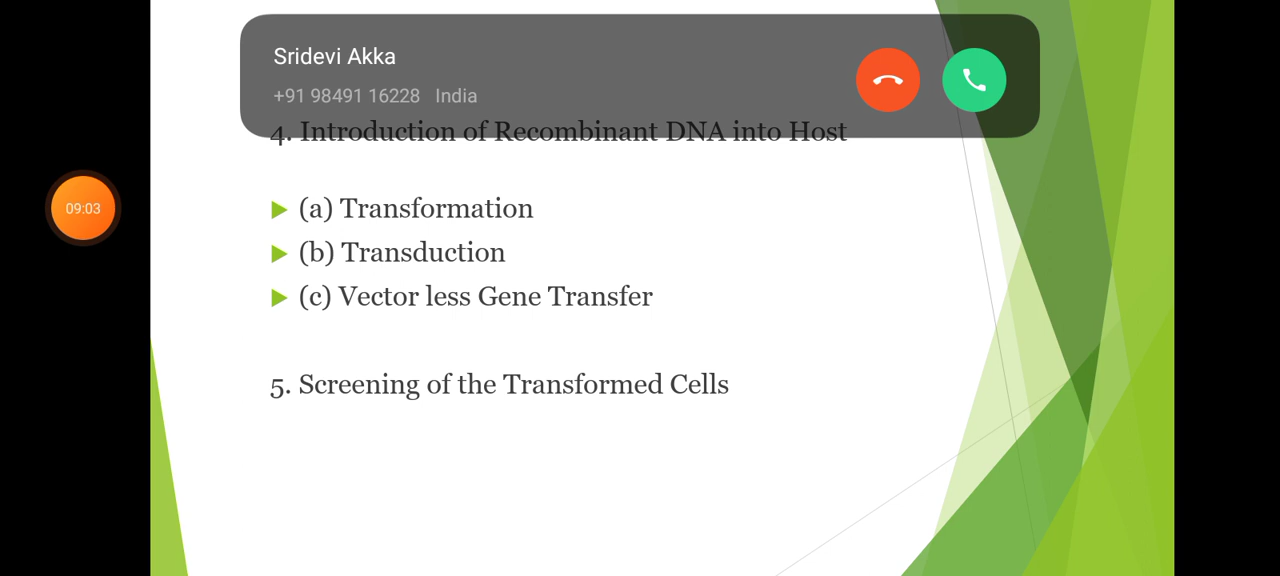 Sridevi Akka
+91 98491 16228 India
4. Introduction of Recombinant DNA into Host
09:03
(a) Transformation
(b) Transduction
(c) Vector less Gene Transfer
5. Screening of the Transformed Cells